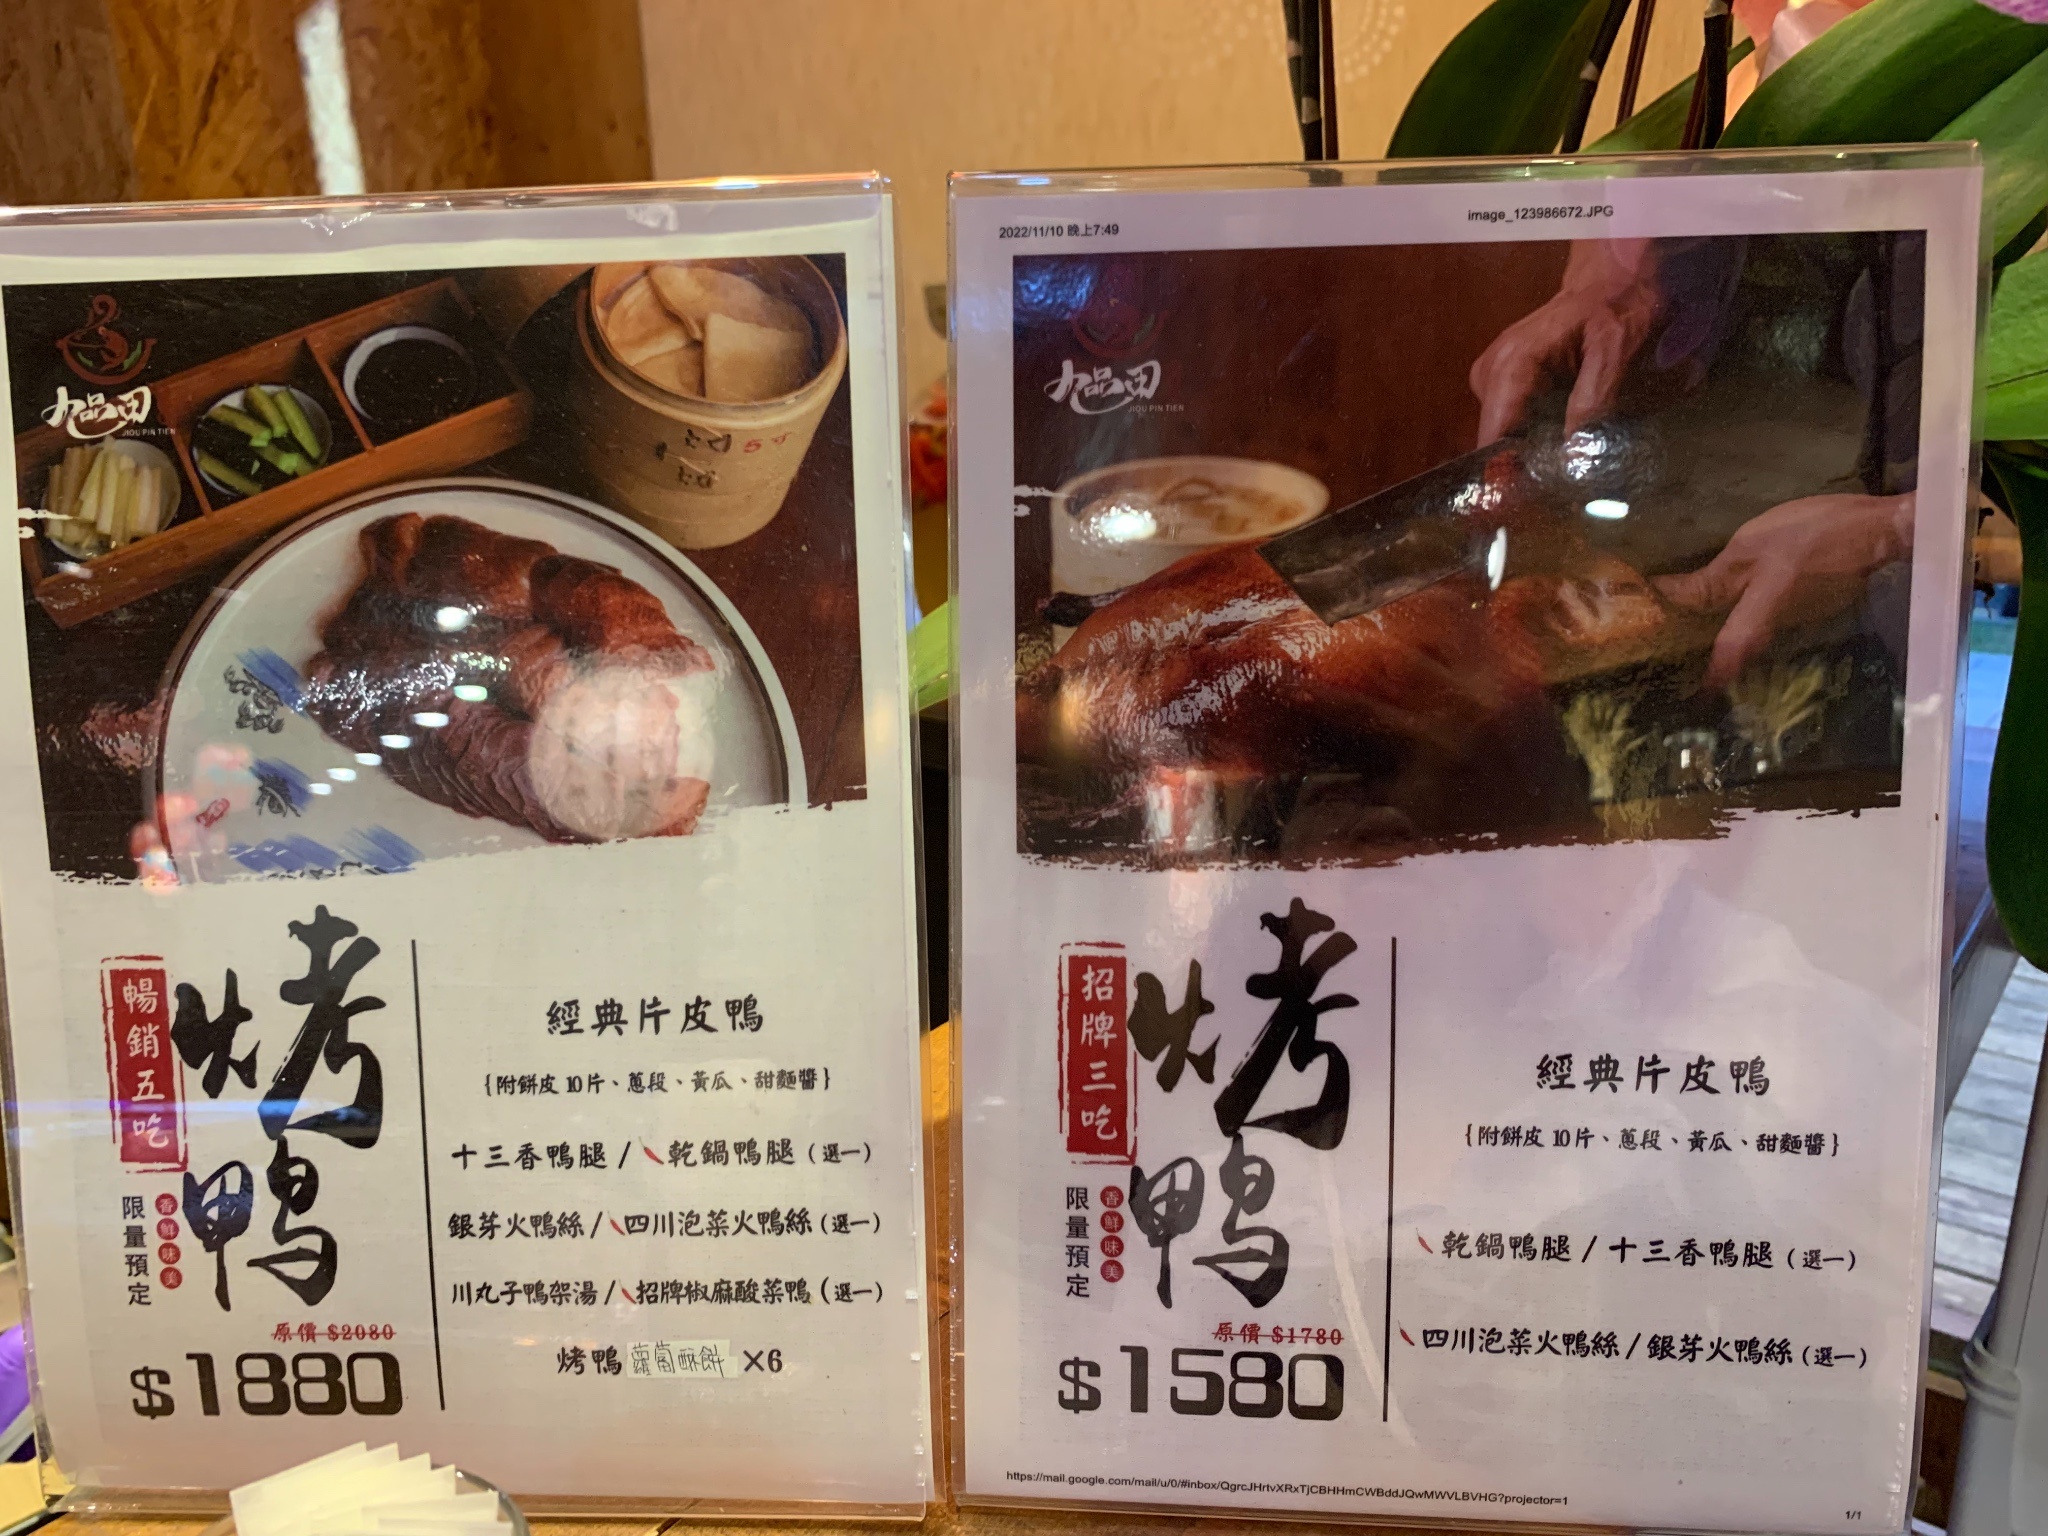 九品田
JIOU PIN TIEN
5寸
烤鴨
暢銷五吃
限量預定
香鮮味美
原價 $2080
$1880
經典片皮鴨
{附餅皮 10片、蔥段、黃瓜、甜麵醬}
十三香鴨腿 / 乾鍋鴨腿 (選一)
銀芽火鴨絲 / 四川泡菜火鴨絲 (選一)
川丸子鴨架湯 / 招牌椒麻酸菜鴨 (選一)
烤鴨蘿蔔酥餅 ×6
2022/11/10 晚上7:49
image_123986672.JPG
九品田
JIOU PIN TIEN
烤鴨
招牌三吃
限量預定
香鮮味美
原價 $1780
$1580
經典片皮鴨
{附餅皮 10片、蔥段、黃瓜、甜麵醬}
乾鍋鴨腿 / 十三香鴨腿 (選一)
四川泡菜火鴨絲 / 銀芽火鴨絲 (選一)
https://mail.google.com/mail/u/0/#inbox/QgrcJHrtvXRxTjCBHHmCWBddJQwMWVLBVHG?projector=1
1/1